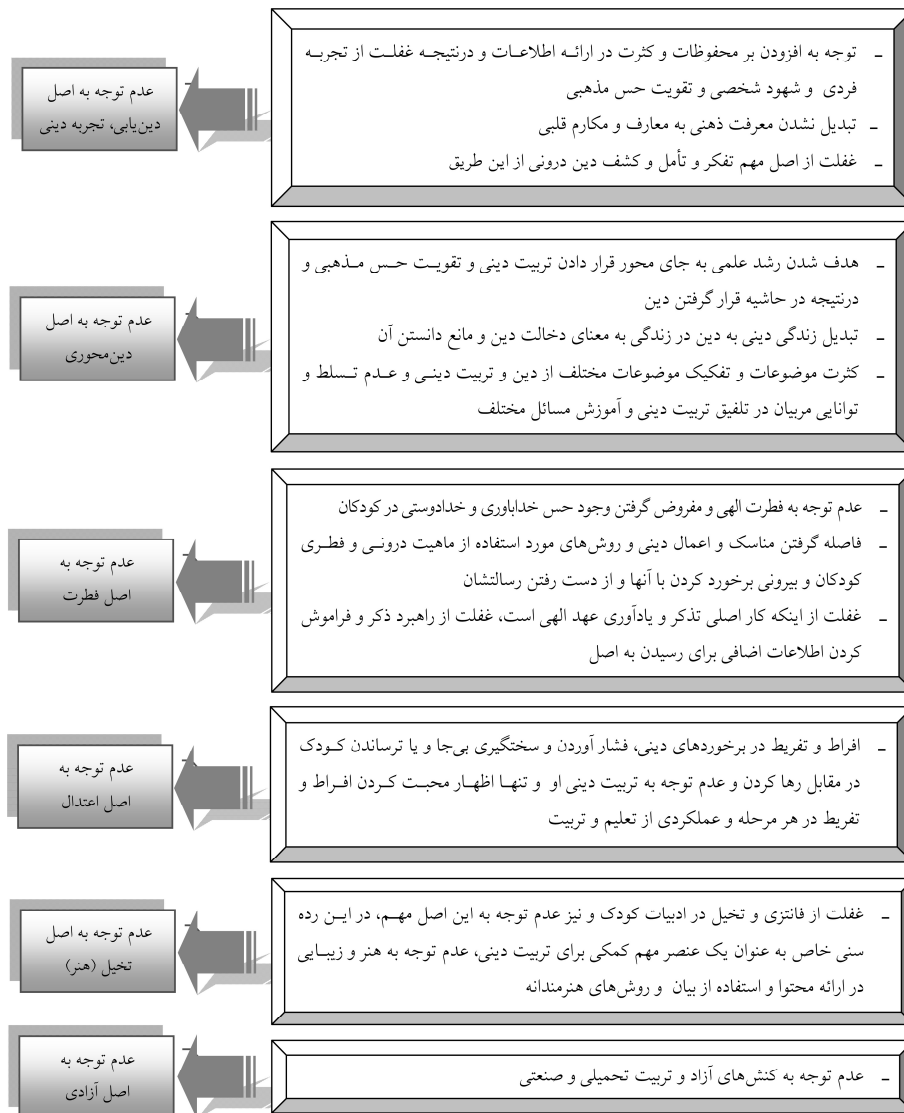 ـ توجه به افزودن بر محفوظات و کثرت در ارائه اطلاعات و درنتیجه غفلت از تجربه
فردی و شهود شخصی و تقویت حس مذهبی
ـ تبدیل نشدن معرفت ذهنی به معارف و مکارم قلبی
ـ غفلت از اصل مهم تفکر و تأمل و کشف دین درونی از این طریق
عدم توجه به اصل
دین‌یابی، تجربه دینی
ـ هدف شدن رشد علمی به جای محور قرار دادن تربیت دینی و تقویت حس مذهبی و
درنتیجه در حاشیه قرار گرفتن دین
ـ تبدیل زندگی دینی به دین در زندگی به معنای دخالت دین و مانع دانستن آن
ـ کثرت موضوعات و تفکیک موضوعات مختلف از دین و تربیت دینی و عدم تسلط و
توانایی مربیان در تلفیق تربیت دینی و آموزش مسائل مختلف
عدم توجه به اصل
دین‌محوری
ـ عدم توجه به فطرت الهی و مفروض گرفتن وجود حس خداباوری و خدادوستی در کودکان
ـ فاصله گرفتن مناسک و اعمال دینی و روش‌های مورد استفاده از ماهیت درونی و فطری
کودکان و بیرونی برخورد کردن با آنها و از دست رفتن رسالتشان
ـ غفلت از اینکه کار اصلی تذکر و یادآوری عهد الهی است، غفلت از راهبرد ذکر و فراموش
کردن اطلاعات اضافی برای رسیدن به اصل
عدم توجه به
اصل فطرت
ـ افراط و تفریط در برخوردهای دینی، فشار آوردن و سختگیری بی‌جا و یا ترساندن کودک
در مقابل رها کردن و عدم توجه به تربیت دینی او و تنها اظهار محبت کردن افراط و
تفریط در هر مرحله و عملکردی از تعلیم و تربیت
عدم توجه به
اصل اعتدال
ـ غفلت از فانتزی و تخیل در ادبیات کودک و نیز عدم توجه به این اصل مهم، در این رده
سنی خاص به عنوان یک عنصر مهم کمکی برای تربیت دینی، عدم توجه به هنر و زیبایی
در ارائه محتوا و استفاده از بیان و روش‌های هنرمندانه
عدم توجه به اصل
تخیل (هنر)
ـ عدم توجه به کنش‌های آزاد و تربیت تحمیلی و صنعتی
عدم توجه به
اصل آزادی